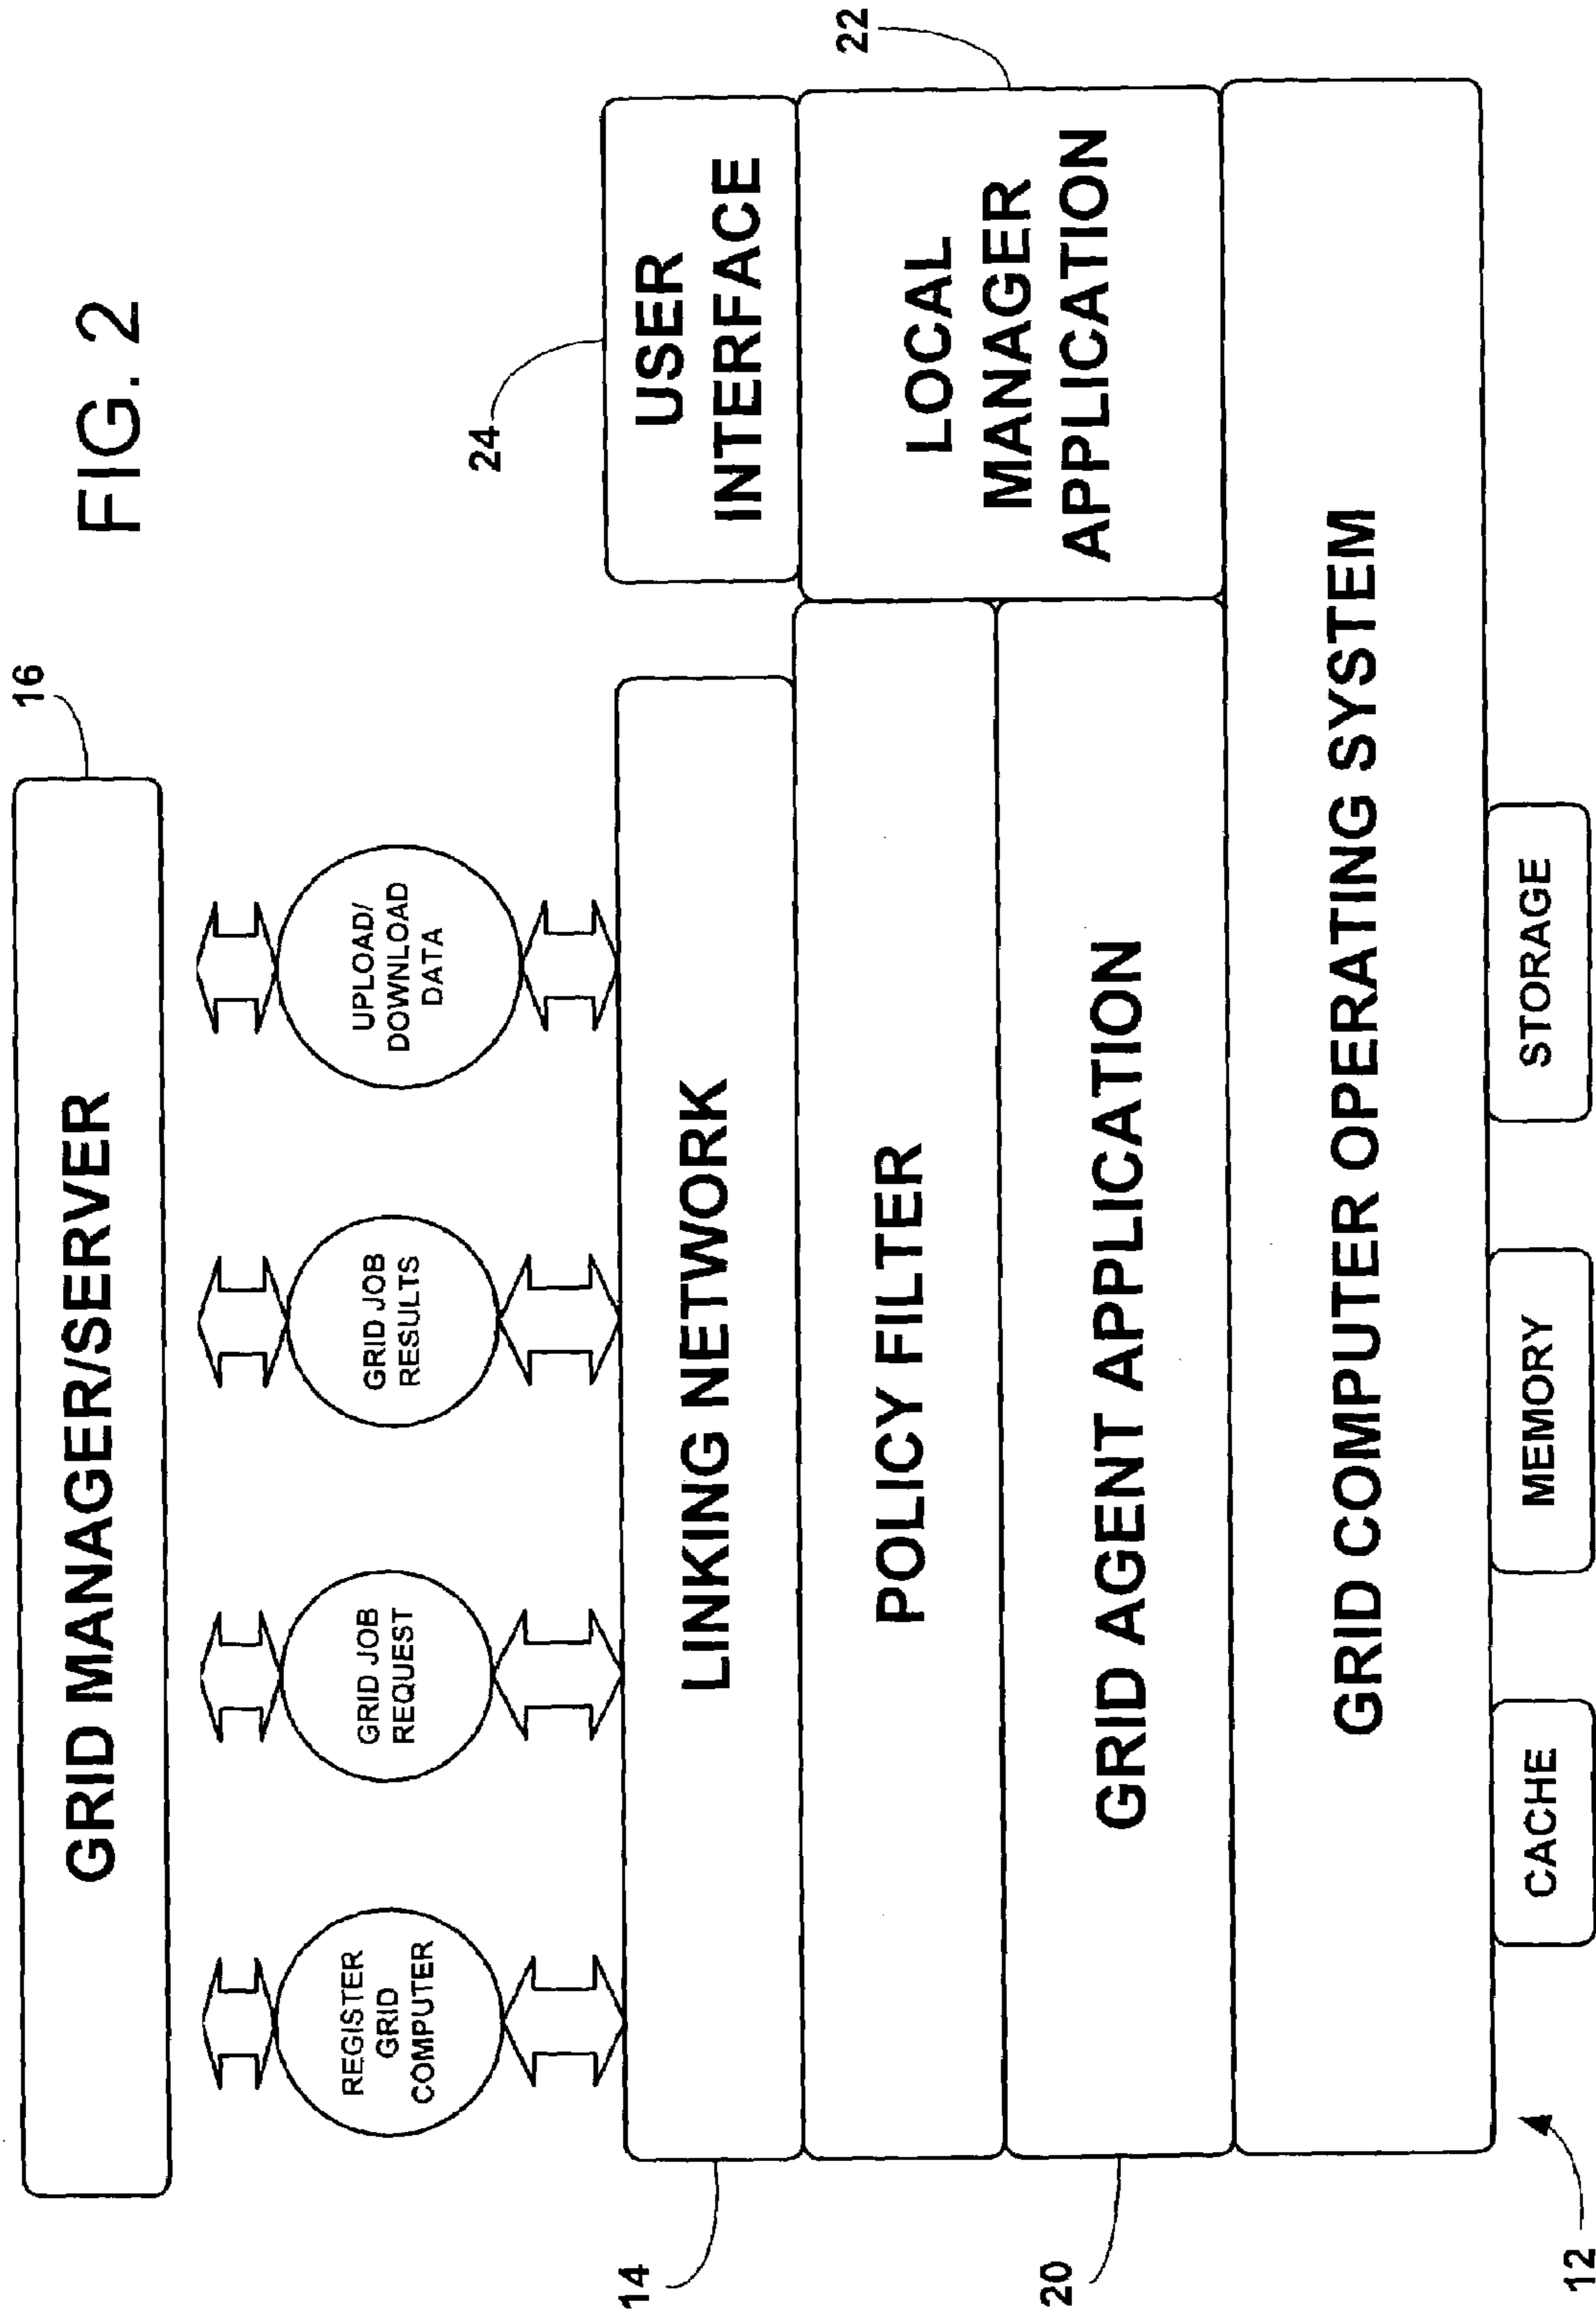 FIG. 2
16
GRID MANAGER/SERVER
REGISTER
GRID
COMPUTER
GRID JOB
REQUEST
GRID JOB
RESULTS
UPLOAD/
DOWNLOAD
DATA
24
USER
INTERFACE
14
LINKING NETWORK
22
POLICY FILTER
LOCAL
MANAGER
APPLICATION
20
GRID AGENT APPLICATION
GRID COMPUTER OPERATING SYSTEM
12
CACHE
MEMORY
STORAGE